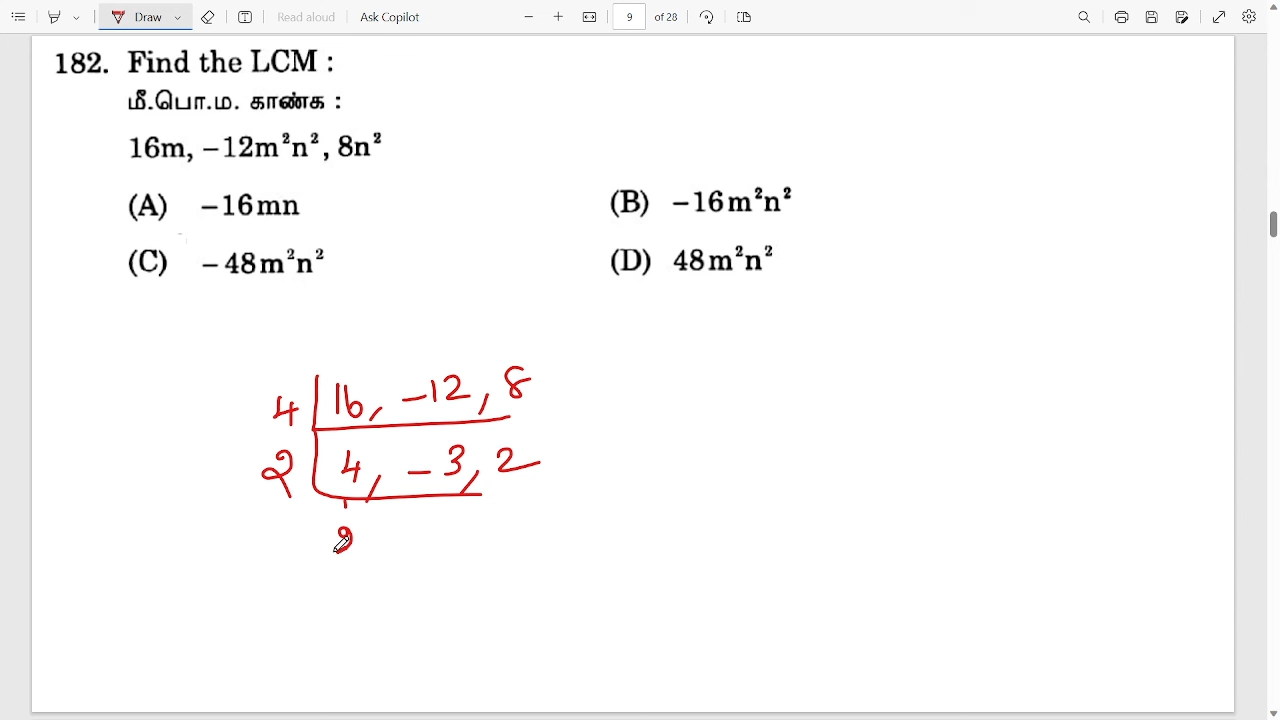 Draw Read aloud Ask Copilot 9 of 28
182. Find the LCM :
மீ.பொ.ம. காண்க :
16m, −12m²n², 8n²
(A) −16mn (B) −16m²n²
(C) −48m²n² (D) 48m²n²
4 16, −12, 8
2 4, −3, 2